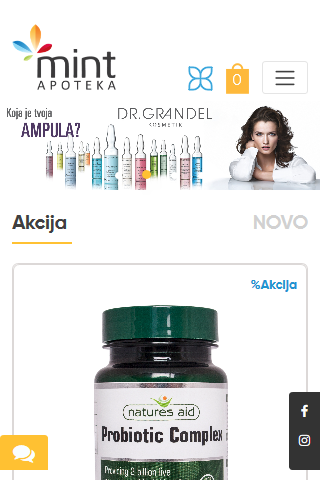 mint
APOTEKA
0
Koja je tvoja
AMPULA?
DR.GRANDEL
KOSMETIK
Akcija
NOVO
%Akcija
natures aid
Probiotic Complex
Providing 3 billion live